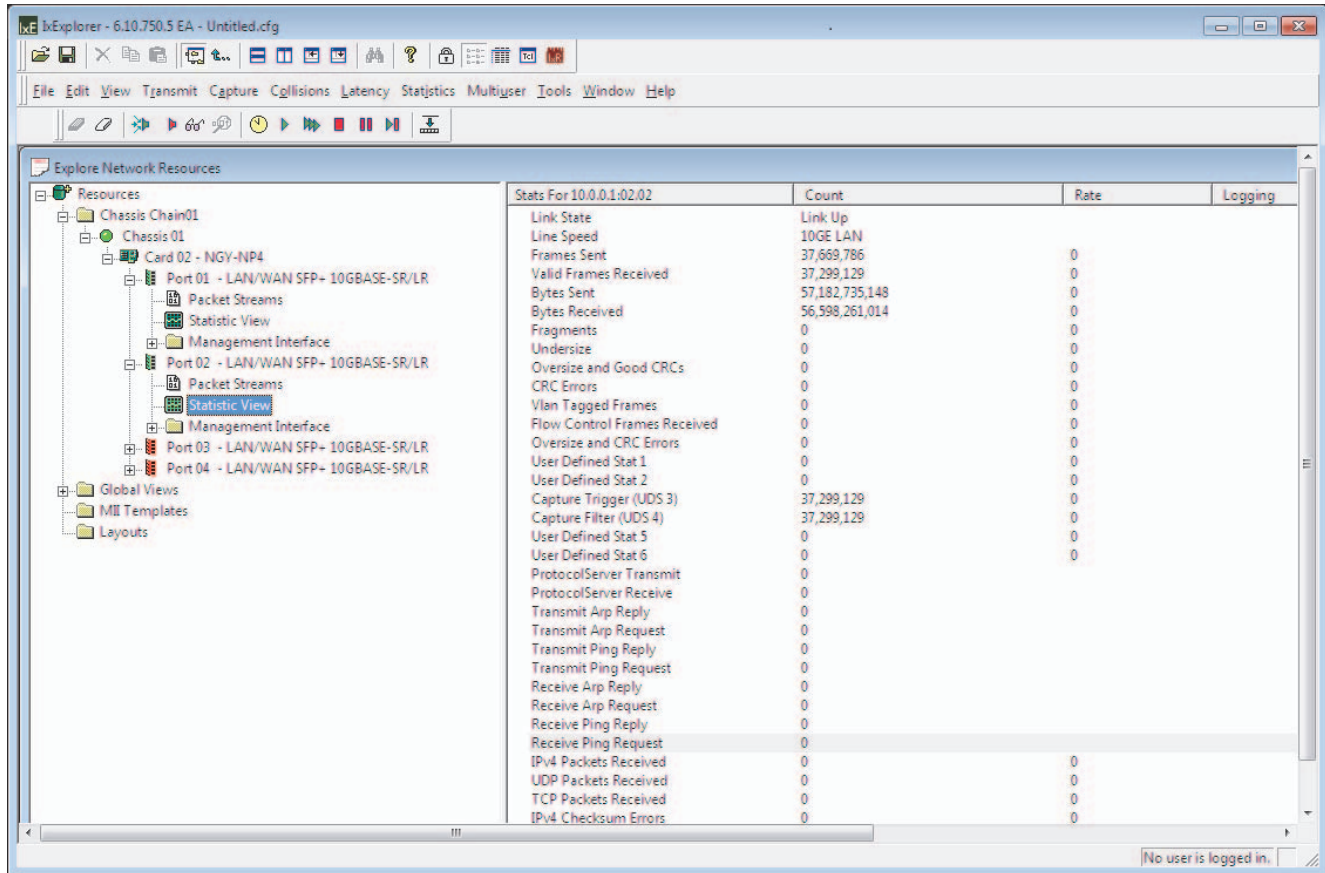 IxE IxExplorer - 6.10.750.5 EA - Untitled.cfg
File Edit View Transmit Capture Collisions Latency Statistics Multiuser Tools Window Help
Explore Network Resources
Resources
Chassis Chain01
Chassis 01
Card 02 - NGY-NP4
Port 01 - LAN/WAN SFP+ 10GBASE-SR/LR
Packet Streams
Statistic View
Management Interface
Port 02 - LAN/WAN SFP+ 10GBASE-SR/LR
Packet Streams
Statistic View
Management Interface
Port 03 - LAN/WAN SFP+ 10GBASE-SR/LR
Port 04 - LAN/WAN SFP+ 10GBASE-SR/LR
Global Views
MII Templates
Layouts
Stats For 10.0.0.1:02.02 Count Rate Logging
Link State Link Up
Line Speed 10GE LAN
Frames Sent 37,669,786 0
Valid Frames Received 37,299,129 0
Bytes Sent 57,182,735,148 0
Bytes Received 56,598,261,014 0
Fragments 0 0
Undersize 0 0
Oversize and Good CRCs 0 0
CRC Errors 0 0
Vlan Tagged Frames 0 0
Flow Control Frames Received 0 0
Oversize and CRC Errors 0 0
User Defined Stat 1 0 0
User Defined Stat 2 0 0
Capture Trigger (UDS 3) 37,299,129 0
Capture Filter (UDS 4) 37,299,129 0
User Defined Stat 5 0 0
User Defined Stat 6 0 0
ProtocolServer Transmit 0
ProtocolServer Receive 0
Transmit Arp Reply 0
Transmit Arp Request 0
Transmit Ping Reply 0
Transmit Ping Request 0
Receive Arp Reply 0
Receive Arp Request 0
Receive Ping Reply 0
Receive Ping Request 0
IPv4 Packets Received 0 0
UDP Packets Received 0 0
TCP Packets Received 0 0
IPv4 Checksum Errors 0 0
No user is logged in.